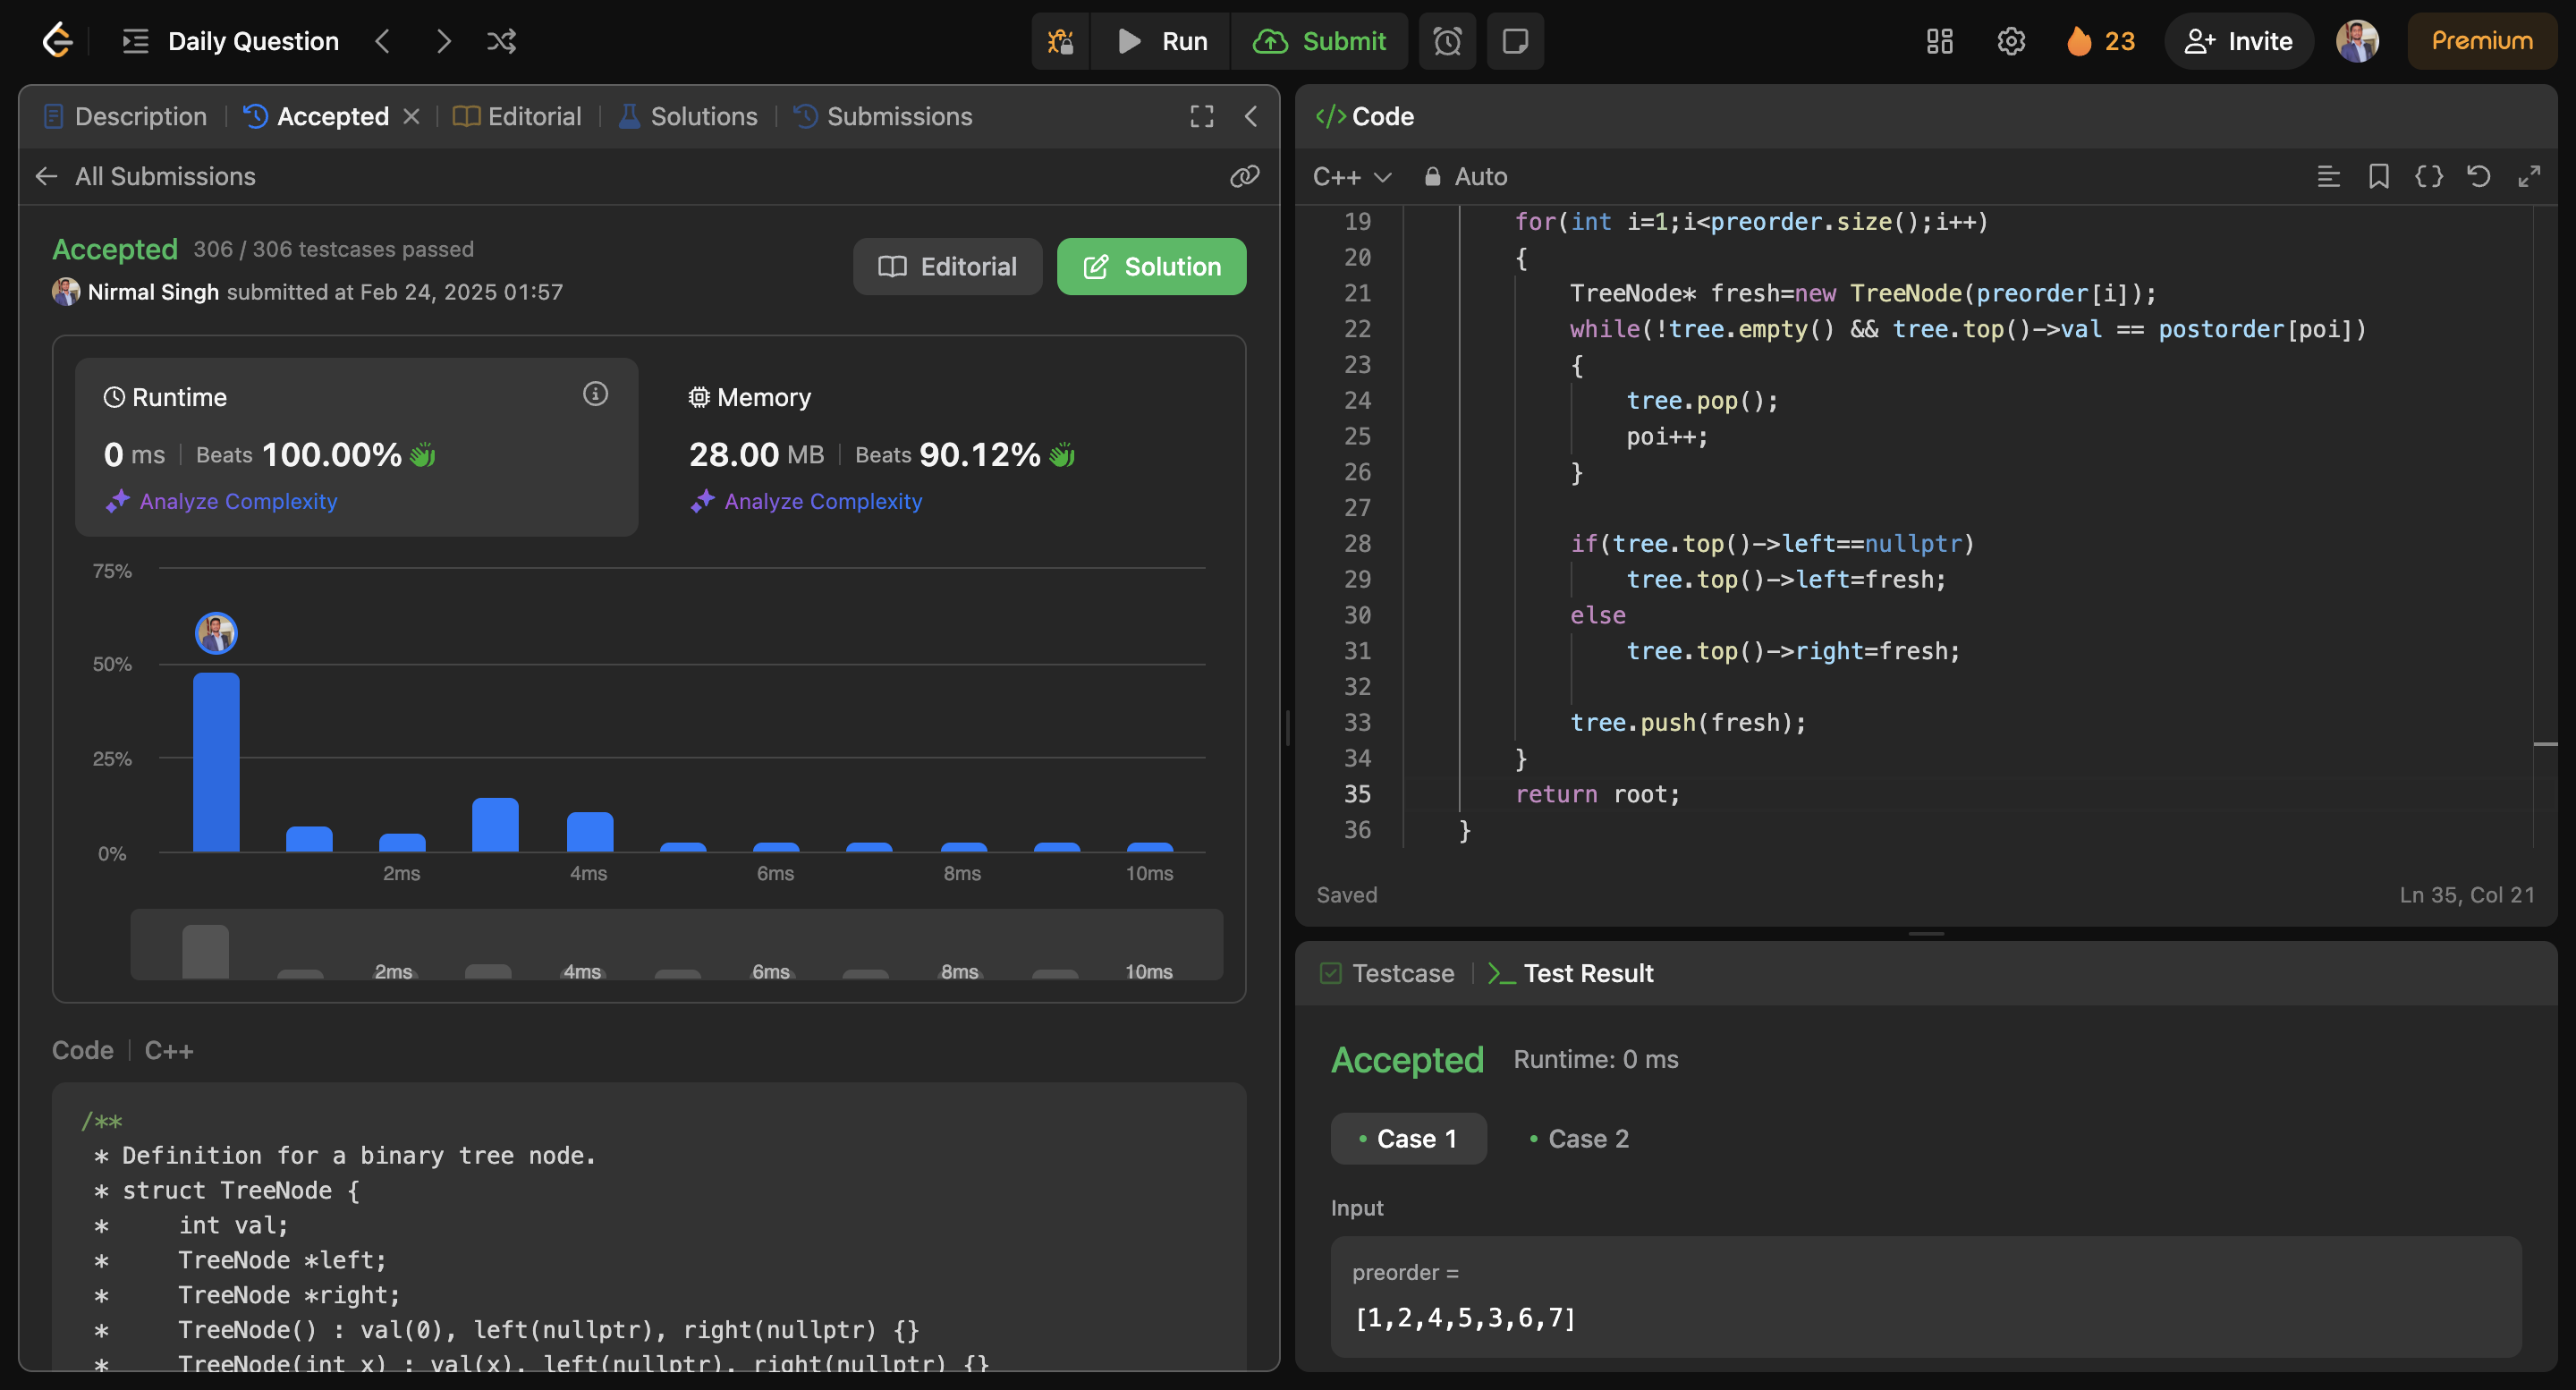 Daily Question
Run
Submit
23
Invite
Premium
Description
Accepted
Editorial
Solutions
Submissions
All Submissions
Accepted 306 / 306 testcases passed
Nirmal Singh submitted at Feb 24, 2025 01:57
Editorial
Solution
Runtime
0 ms Beats 100.00%
Analyze Complexity
Memory
28.00 MB Beats 90.12%
Analyze Complexity
75%
50%
25%
0%
2ms 4ms 6ms 8ms 10ms
2ms 4ms 6ms 8ms 10ms
Code C++
/**
* Definition for a binary tree node.
* struct TreeNode {
*     int val;
*     TreeNode *left;
*     TreeNode *right;
*     TreeNode() : val(0), left(nullptr), right(nullptr) {}
*     TreeNode(int x) : val(x), left(nullptr), right(nullptr) {}
</> Code
C++ Auto
19 for(int i=1;i<preorder.size();i++)
20 {
21 TreeNode* fresh=new TreeNode(preorder[i]);
22 while(!tree.empty() && tree.top()->val == postorder[poi])
23 {
24 tree.pop();
25 poi++;
26 }
27
28 if(tree.top()->left==nullptr)
29 tree.top()->left=fresh;
30 else
31 tree.top()->right=fresh;
32
33 tree.push(fresh);
34 }
35 return root;
36 }
Saved
Ln 35, Col 21
Testcase
Test Result
Accepted Runtime: 0 ms
Case 1
Case 2
Input
preorder =
[1,2,4,5,3,6,7]